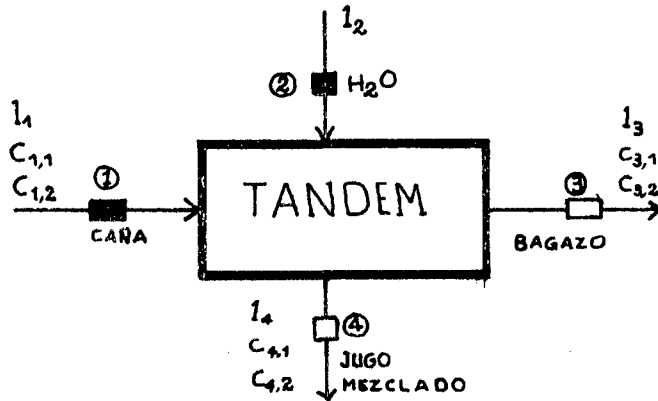 I₂
② H₂O
I₁
C₁,₁
C₁,₂
①
CAÑA
TANDEM
I₃
C₃,₁
C₃,₂
③
BAGAZO
I₄
C₄,₁
C₄,₂
④
JUGO
MEZCLADO